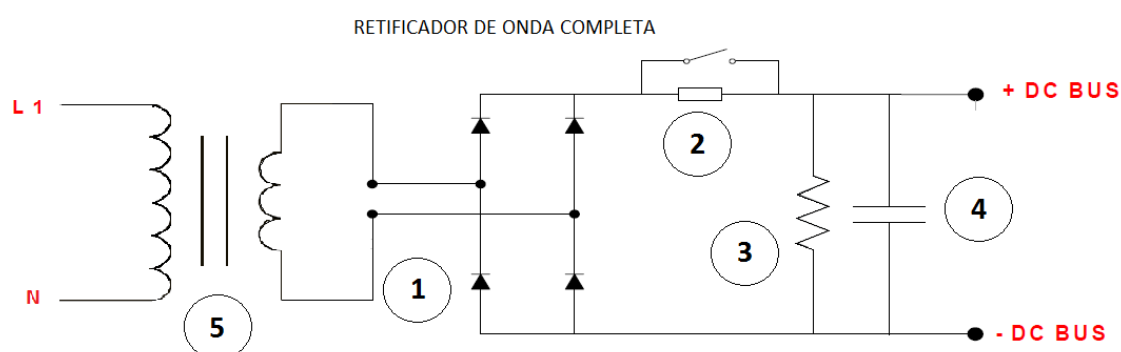 RETIFICADOR DE ONDA COMPLETA
L 1
+ DC BUS
2
4
3
1
N
5
- DC BUS